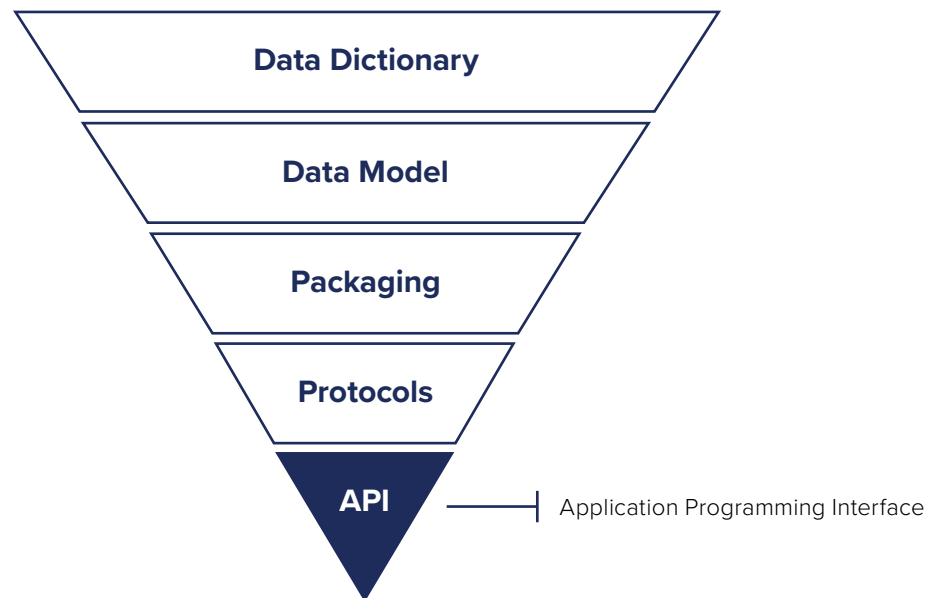 Data Dictionary
Data Model
Packaging
Protocols
API
Application Programming Interface